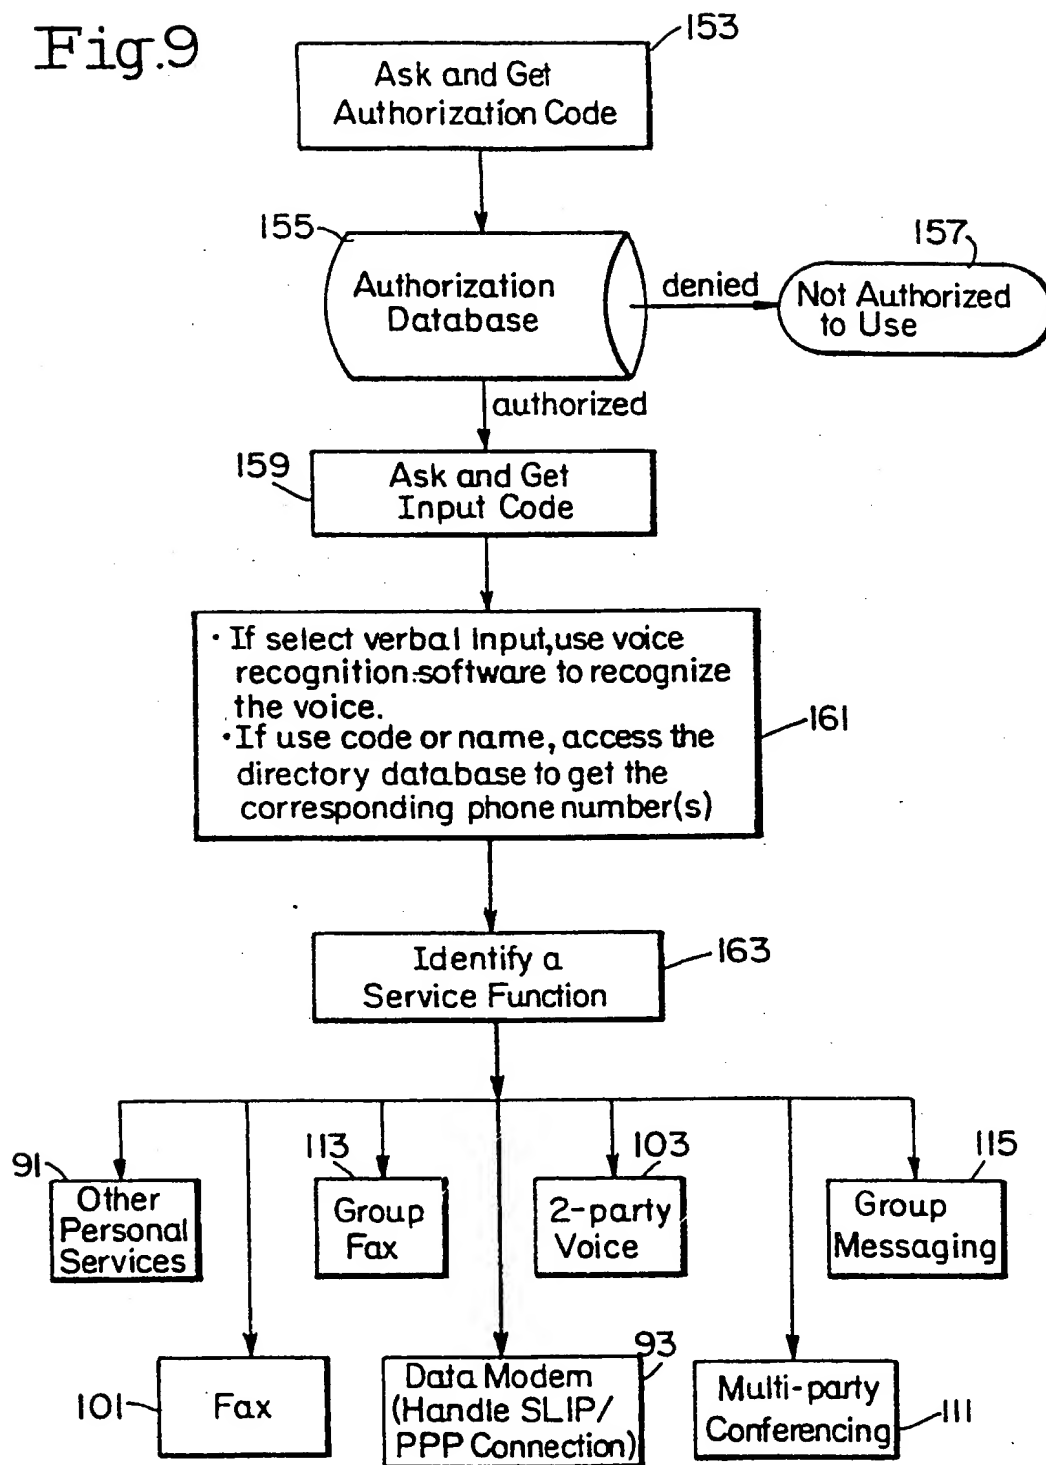 Fig.9
153
Ask and Get
Authorization Code
155
Authorization
Database
denied
157
Not Authorized
to Use
authorized
159
Ask and Get
Input Code
· If select verbal input, use voice
recognition software to recognize
the voice.
· If use code or name, access the
directory database to get the
corresponding phone number(s)
161
Identify a
Service Function
163
91
Other
Personal
Services
113
Group
Fax
103
2-party
Voice
115
Group
Messaging
101
Fax
93
Data Modem
(Handle SLIP/
PPP Connection)
Multi-party
Conferencing
111